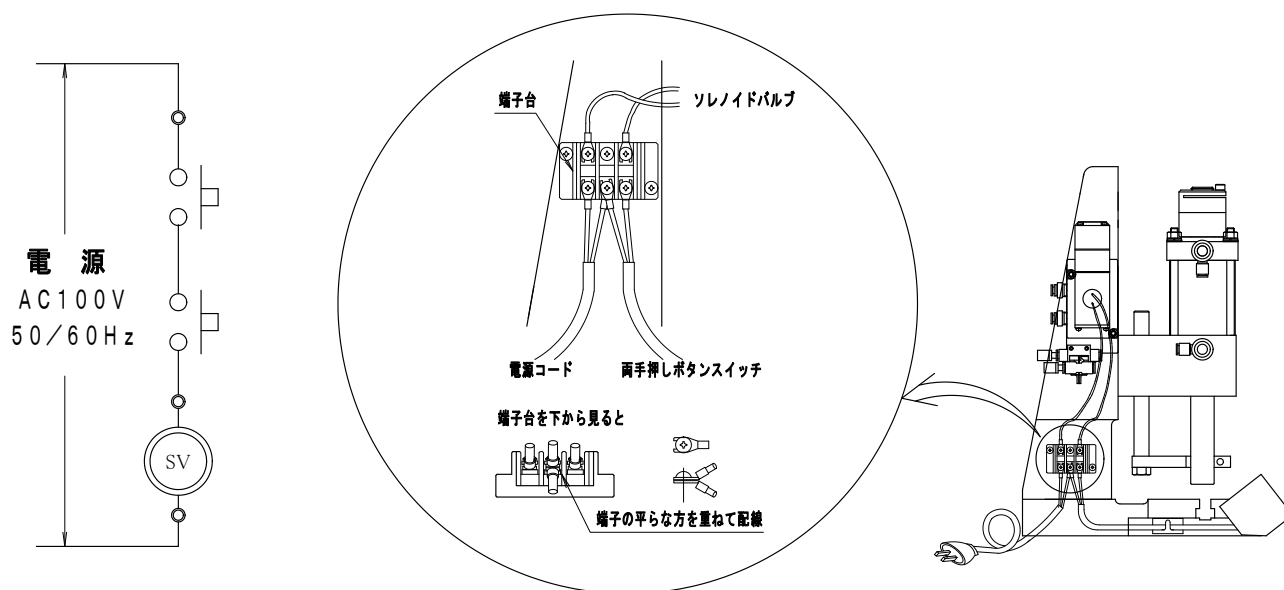 電 源
AC100V
50/60Hz
SV
端子台
ソレノイドバルブ
電源コード
両手押しボタンスイッチ
端子台を下から見ると
端子の平らな方を重ねて配線